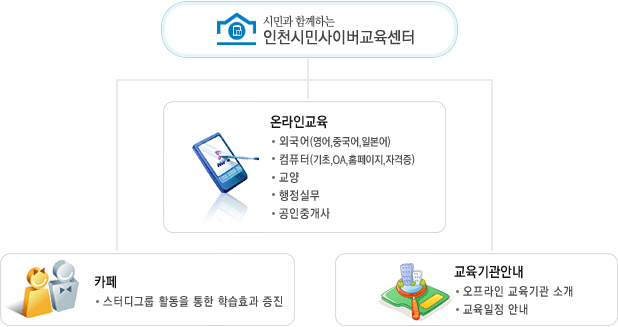 시민과 함께하는
인천시민사이버교육센터
온라인교육
· 외국어(영어,중국어,일본어)
· 컴퓨터(기초,OA,홈페이지,자격증)
· 교양
· 행정실무
· 공인중개사
카페
· 스터디그룹 활동을 통한 학습효과 증진
교육기관안내
· 오프라인 교육기관 소개
· 교육일정 안내